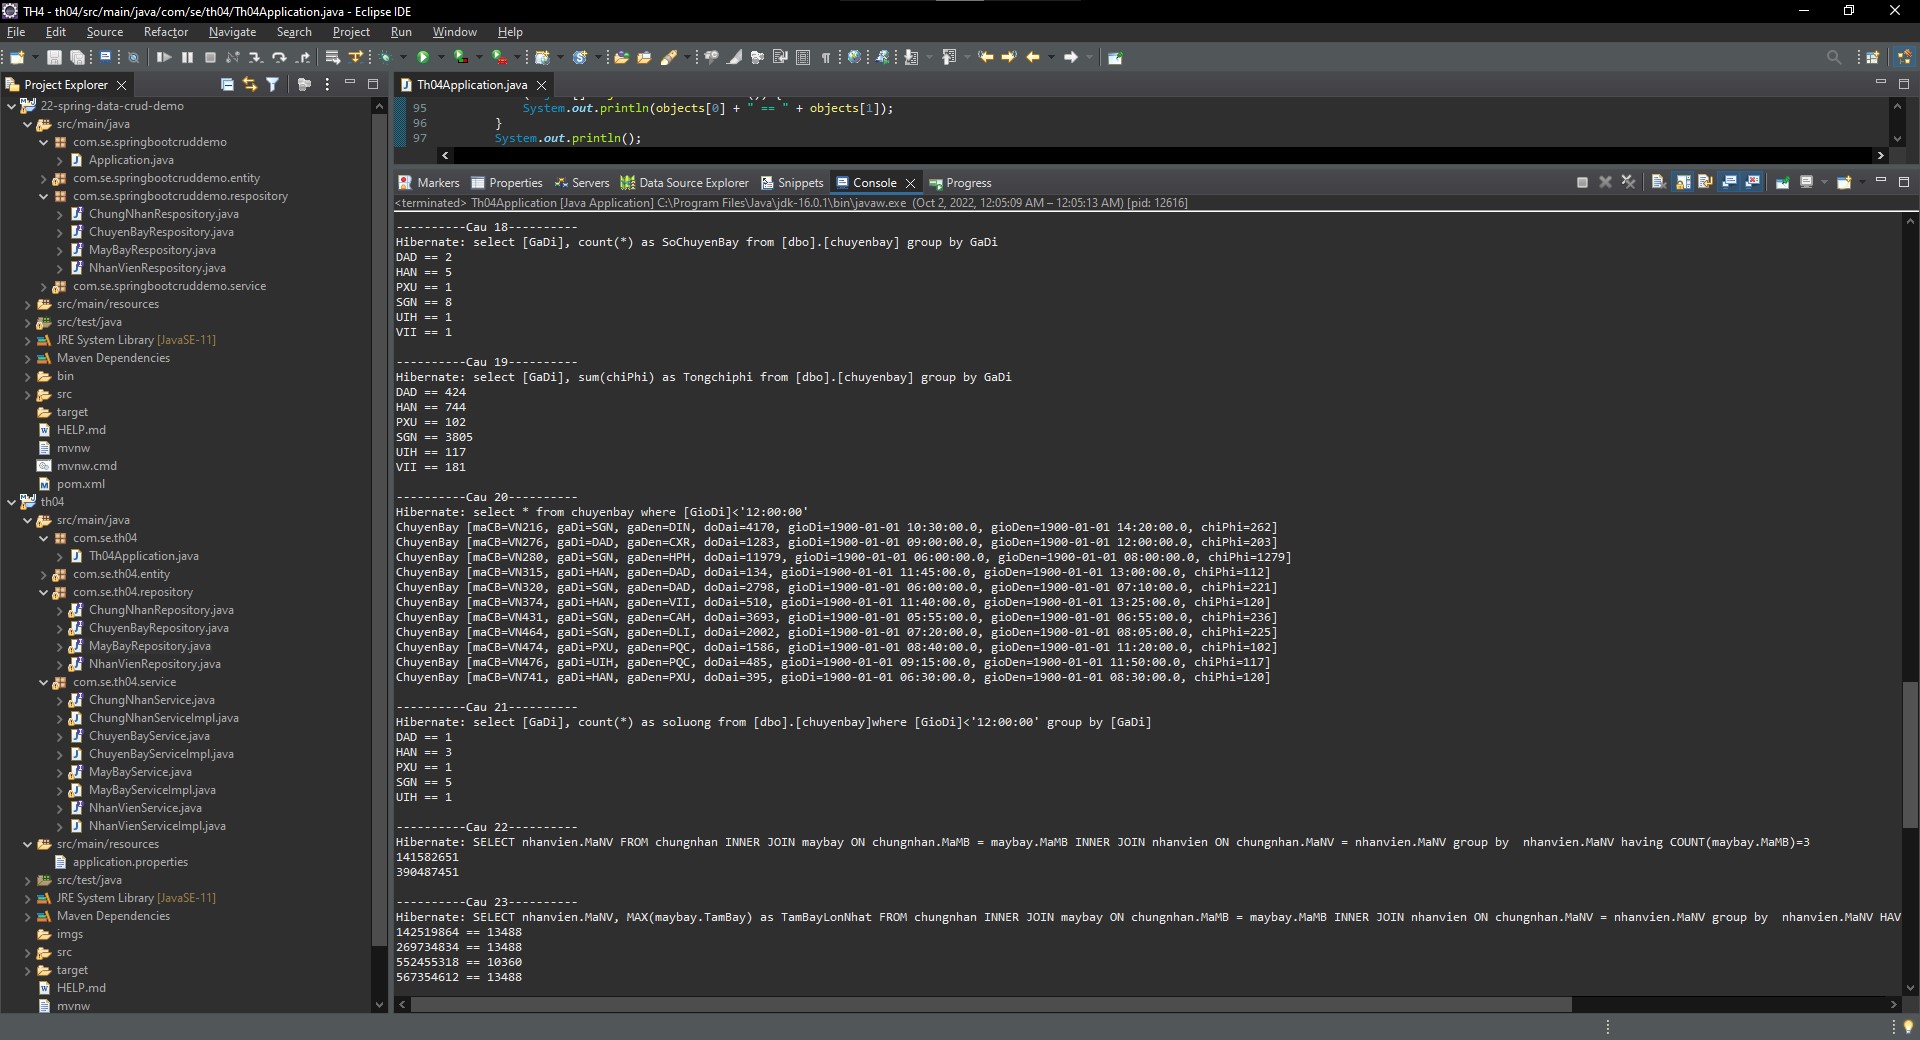 TH4 - th04/src/main/java/com/se/th04/Th04Application.java - Eclipse IDE
File Edit Source Refactor Navigate Search Project Run Window Help
Project Explorer
22-spring-data-crud-demo
src/main/java
com.se.springbootcruddemo
Application.java
com.se.springbootcruddemo.entity
com.se.springbootcruddemo.respository
ChungNhanRespository.java
ChuyenBayRespository.java
MayBayRespository.java
NhanVienRespository.java
com.se.springbootcruddemo.service
src/main/resources
src/test/java
JRE System Library [JavaSE-11]
Maven Dependencies
bin
src
target
HELP.md
mvnw
mvnw.cmd
pom.xml
th04
src/main/java
com.se.th04
Th04Application.java
com.se.th04.entity
com.se.th04.repository
ChungNhanRepository.java
ChuyenBayRepository.java
MayBayRepository.java
NhanVienRepository.java
com.se.th04.service
ChungNhanService.java
ChungNhanServiceImpl.java
ChuyenBayService.java
ChuyenBayServiceImpl.java
MayBayService.java
MayBayServiceImpl.java
NhanVienService.java
NhanVienServiceImpl.java
src/main/resources
application.properties
src/test/java
JRE System Library [JavaSE-11]
Maven Dependencies
imgs
src
target
HELP.md
mvnw
Th04Application.java
95 System.out.println(objects[0] + " == " + objects[1]);
96 }
97 System.out.println();
Markers Properties Servers Data Source Explorer Snippets Console Progress
<terminated> Th04Application [Java Application] C:\Program Files\Java\jdk-16.0.1\bin\javaw.exe (Oct 2, 2022, 12:05:09 AM – 12:05:13 AM) [pid: 12616]
----------Cau 18----------
Hibernate: select [GaDi], count(*) as SoChuyenBay from [dbo].[chuyenbay] group by GaDi
DAD == 2
HAN == 5
PXU == 1
SGN == 8
UIH == 1
VII == 1
----------Cau 19----------
Hibernate: select [GaDi], sum(chiPhi) as Tongchiphi from [dbo].[chuyenbay] group by GaDi
DAD == 424
HAN == 744
PXU == 102
SGN == 3805
UIH == 117
VII == 181
----------Cau 20----------
Hibernate: select * from chuyenbay where [GioDi]<'12:00:00'
ChuyenBay [maCB=VN216, gaDi=SGN, gaDen=DIN, doDai=4170, gioDi=1900-01-01 10:30:00.0, gioDen=1900-01-01 14:20:00.0, chiPhi=262]
ChuyenBay [maCB=VN276, gaDi=DAD, gaDen=CXR, doDai=1283, gioDi=1900-01-01 09:00:00.0, gioDen=1900-01-01 12:00:00.0, chiPhi=203]
ChuyenBay [maCB=VN280, gaDi=SGN, gaDen=HPH, doDai=11979, gioDi=1900-01-01 06:00:00.0, gioDen=1900-01-01 08:00:00.0, chiPhi=1279]
ChuyenBay [maCB=VN315, gaDi=HAN, gaDen=DAD, doDai=134, gioDi=1900-01-01 11:45:00.0, gioDen=1900-01-01 13:00:00.0, chiPhi=112]
ChuyenBay [maCB=VN320, gaDi=SGN, gaDen=DAD, doDai=2798, gioDi=1900-01-01 06:00:00.0, gioDen=1900-01-01 07:10:00.0, chiPhi=221]
ChuyenBay [maCB=VN374, gaDi=HAN, gaDen=VII, doDai=510, gioDi=1900-01-01 11:40:00.0, gioDen=1900-01-01 13:25:00.0, chiPhi=120]
ChuyenBay [maCB=VN431, gaDi=SGN, gaDen=CAH, doDai=3693, gioDi=1900-01-01 05:55:00.0, gioDen=1900-01-01 06:55:00.0, chiPhi=236]
ChuyenBay [maCB=VN464, gaDi=SGN, gaDen=DLI, doDai=2002, gioDi=1900-01-01 07:20:00.0, gioDen=1900-01-01 08:05:00.0, chiPhi=225]
ChuyenBay [maCB=VN474, gaDi=PXU, gaDen=PQC, doDai=1586, gioDi=1900-01-01 08:40:00.0, gioDen=1900-01-01 11:20:00.0, chiPhi=102]
ChuyenBay [maCB=VN476, gaDi=UIH, gaDen=PQC, doDai=485, gioDi=1900-01-01 09:15:00.0, gioDen=1900-01-01 11:50:00.0, chiPhi=117]
ChuyenBay [maCB=VN741, gaDi=HAN, gaDen=PXU, doDai=395, gioDi=1900-01-01 06:30:00.0, gioDen=1900-01-01 08:30:00.0, chiPhi=120]
----------Cau 21----------
Hibernate: select [GaDi], count(*) as soluong from [dbo].[chuyenbay]where [GioDi]<'12:00:00' group by [GaDi]
DAD == 1
HAN == 3
PXU == 1
SGN == 5
UIH == 1
----------Cau 22----------
Hibernate: SELECT nhanvien.MaNV FROM chungnhan INNER JOIN maybay ON chungnhan.MaMB = maybay.MaMB INNER JOIN nhanvien ON chungnhan.MaNV = nhanvien.MaNV group by  nhanvien.MaNV having COUNT(maybay.MaMB)=3
141582651
390487451
----------Cau 23----------
Hibernate: SELECT nhanvien.MaNV, MAX(maybay.TamBay) as TamBayLonNhat FROM chungnhan INNER JOIN maybay ON chungnhan.MaMB = maybay.MaMB INNER JOIN nhanvien ON chungnhan.MaNV = nhanvien.MaNV group by  nhanvien.MaNV HAV
142519864 == 13488
269734834 == 13488
552455318 == 10360
567354612 == 13488